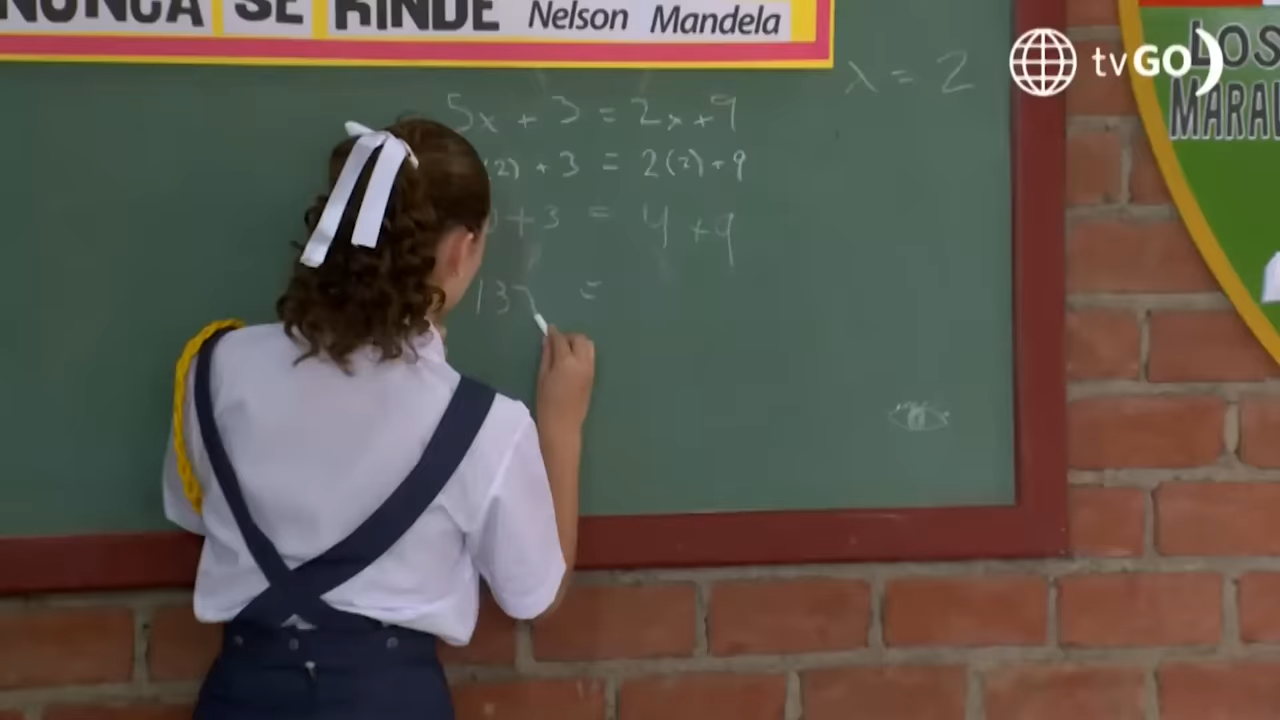 NUNCA SE RINDE Nelson Mandela
tvGO
LOS
MARAV
λ = 2
5x + 3 = 2x + 9
(2) + 3 = 2(2) + 9
+ 3 = 4 + 9
13 =